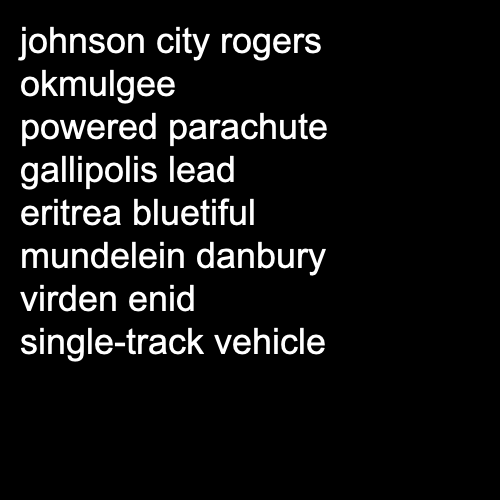 johnson city rogers
okmulgee
powered parachute
gallipolis lead
eritrea bluetiful
mundelein danbury
virden enid
single-track vehicle